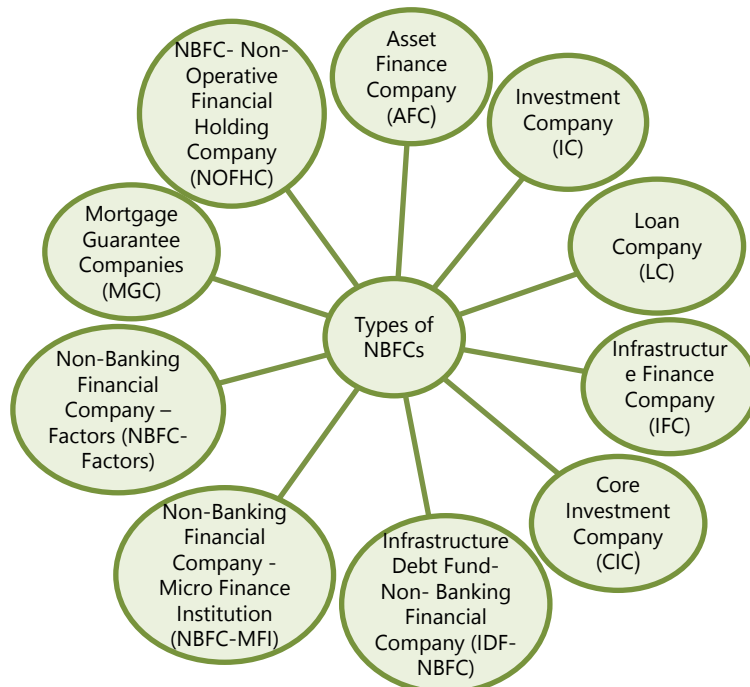 NBFC- Non-
Operative
Financial
Holding
Company
(NOFHC)
Asset
Finance
Company
(AFC)
Investment
Company
(IC)
Loan
Company
(LC)
Infrastructur
e Finance
Company
(IFC)
Core
Investment
Company
(CIC)
Infrastructure
Debt Fund-
Non- Banking
Financial
Company (IDF-
NBFC)
Non-Banking
Financial
Company -
Micro Finance
Institution
(NBFC-MFI)
Non-Banking
Financial
Company –
Factors (NBFC-
Factors)
Mortgage
Guarantee
Companies
(MGC)
Types of
NBFCs